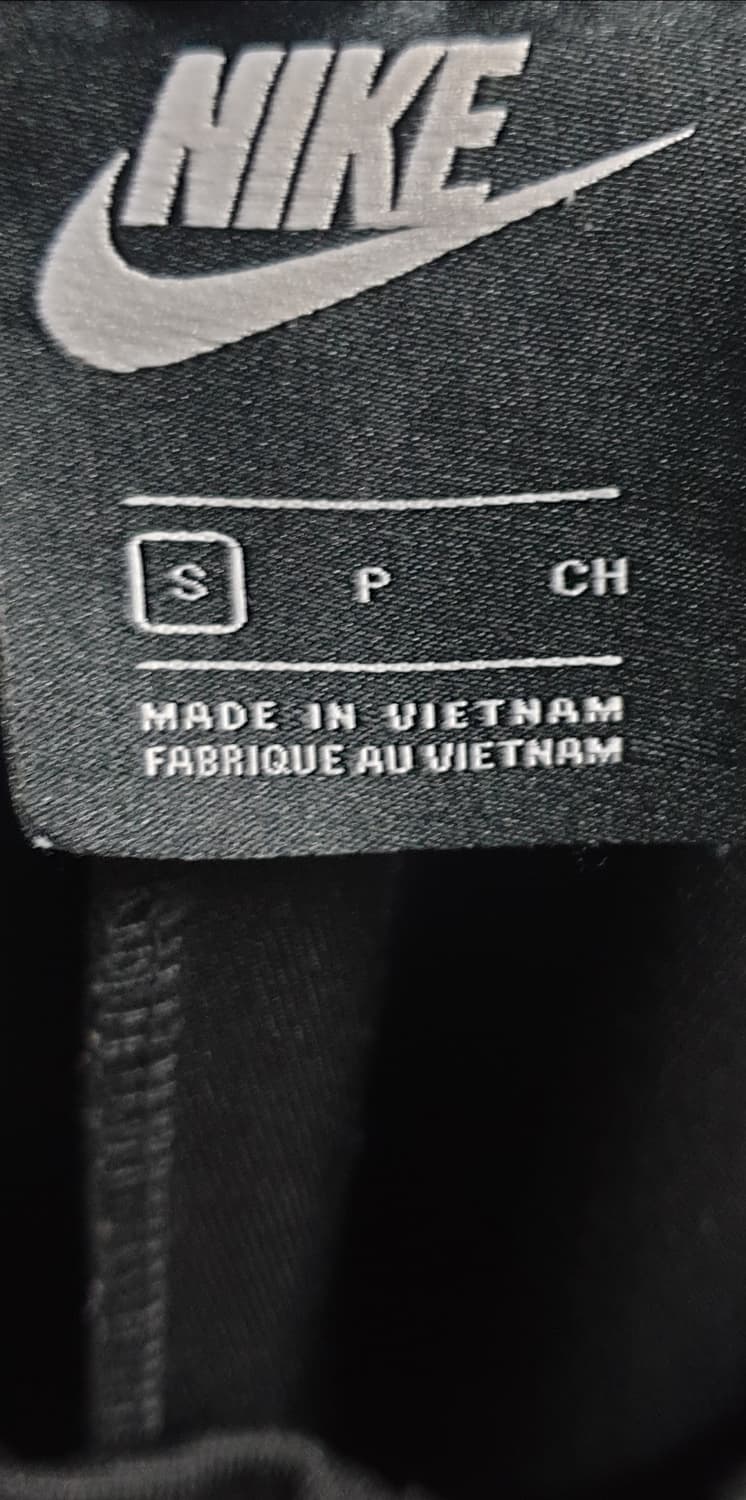 NIKE
S P CH
MADE IN VIETNAM
FABRIQUE AU VIETNAM